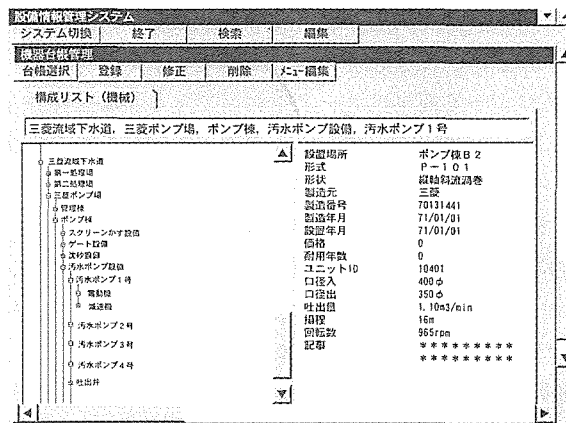 設備情報管理システム
システム切換 終了 検索 編集
機器台帳管理
台帳選択 登録 修正 削除 メニュー編集
構成リスト（機械）
三菱流域下水道，三菱ポンプ場，ポンプ棟，汚水ポンプ設備，汚水ポンプ１号
三菱流域下水道
第一処理場
第二処理場
三菱ポンプ場
管理棟
ポンプ棟
スクリーンかす設備
ゲート設備
沈砂設備
汚水ポンプ設備
汚水ポンプ１号
電動機
減速機
汚水ポンプ２号
汚水ポンプ３号
汚水ポンプ４号
吐出弁
設置場所 ポンプ棟Ｂ２
形式 Ｐ－１０１
形状 縦軸斜流渦巻
製造元 三菱
製造番号 70131441
製造年月 71/01/01
設置年月 71/01/01
価格 0
耐用年数 0
ユニットID 10401
口径入 400φ
口径出 350φ
吐出量 1.10m3/min
揚程 16m
回転数 965rpm
記事 ＊＊＊＊＊＊＊＊＊
＊＊＊＊＊＊＊＊＊